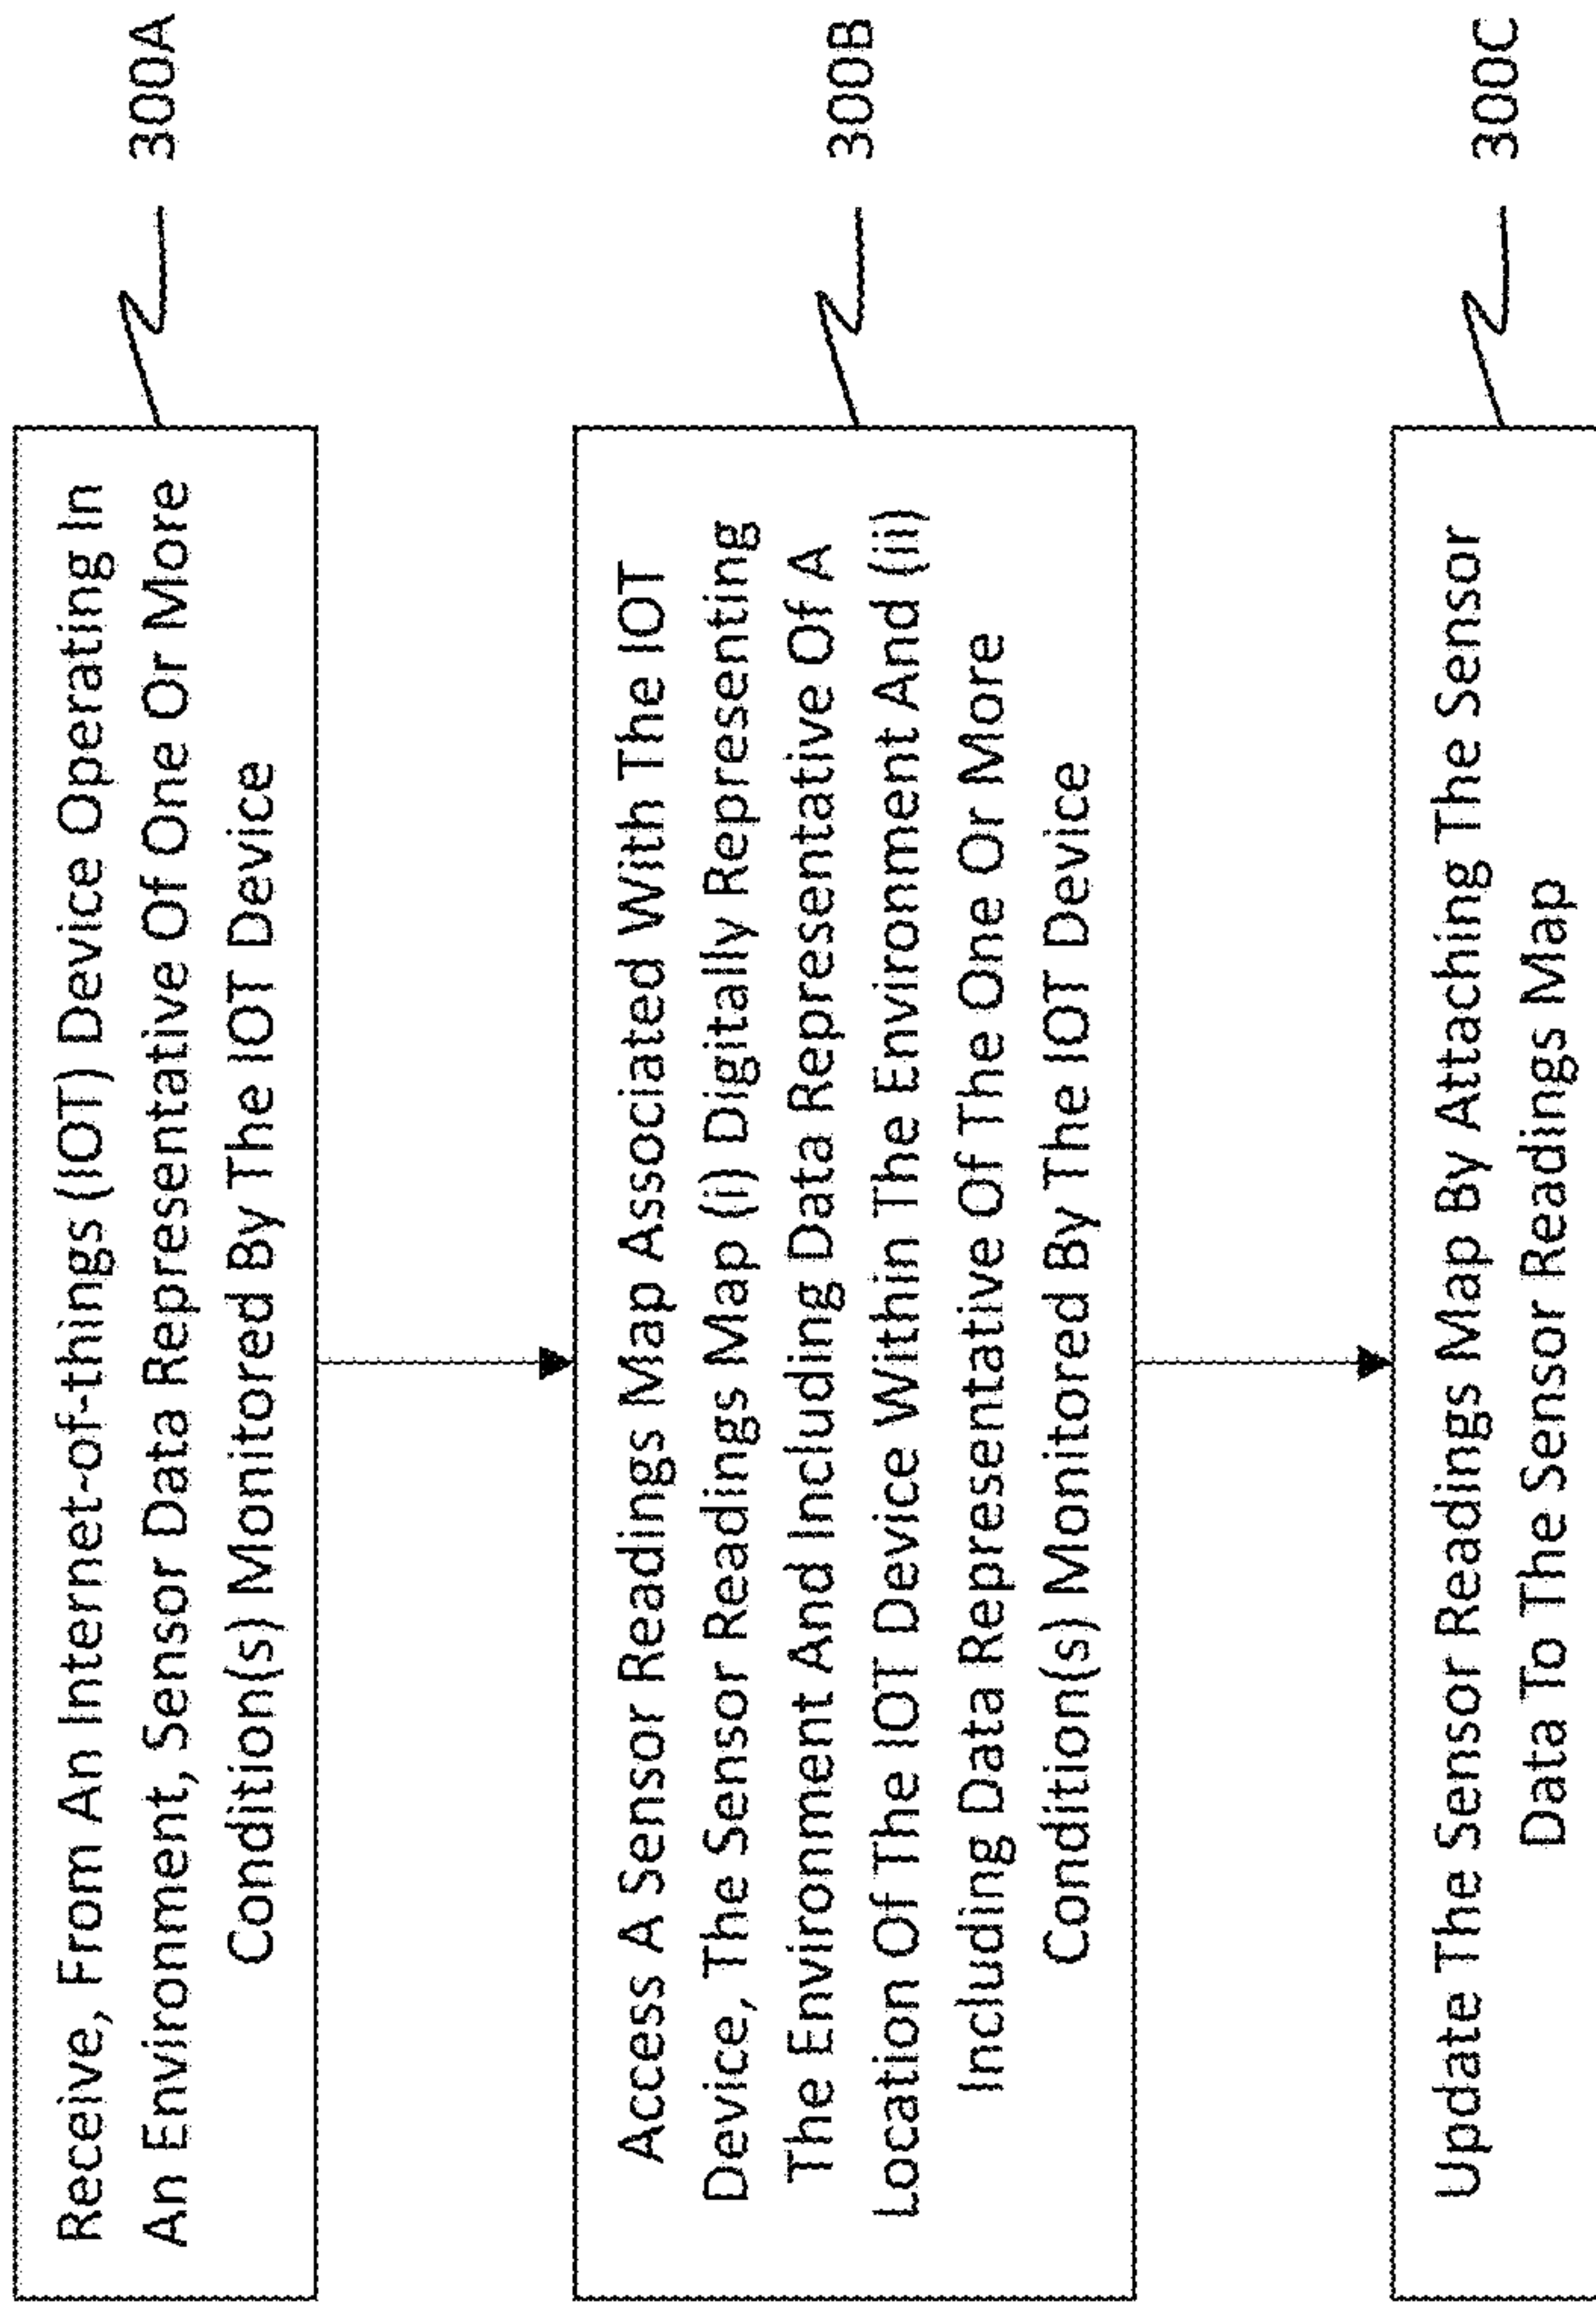 Receive, From An Internet-of-things (IOT) Device Operating In
An Environment, Sensor Data Representative Of One Or More
Condition(s) Monitored By The IOT Device
300A
Access A Sensor Readings Map Associated With The IOT
Device, The Sensor Readings Map (i) Digitally Representing
The Environment And Including Data Representative Of A
Location Of The IOT Device Within The Environment And (ii)
Including Data Representative Of The One Or More
Condition(s) Monitored By The IOT Device
300B
Update The Sensor Readings Map By Attaching The Sensor
Data To The Sensor Readings Map
300C